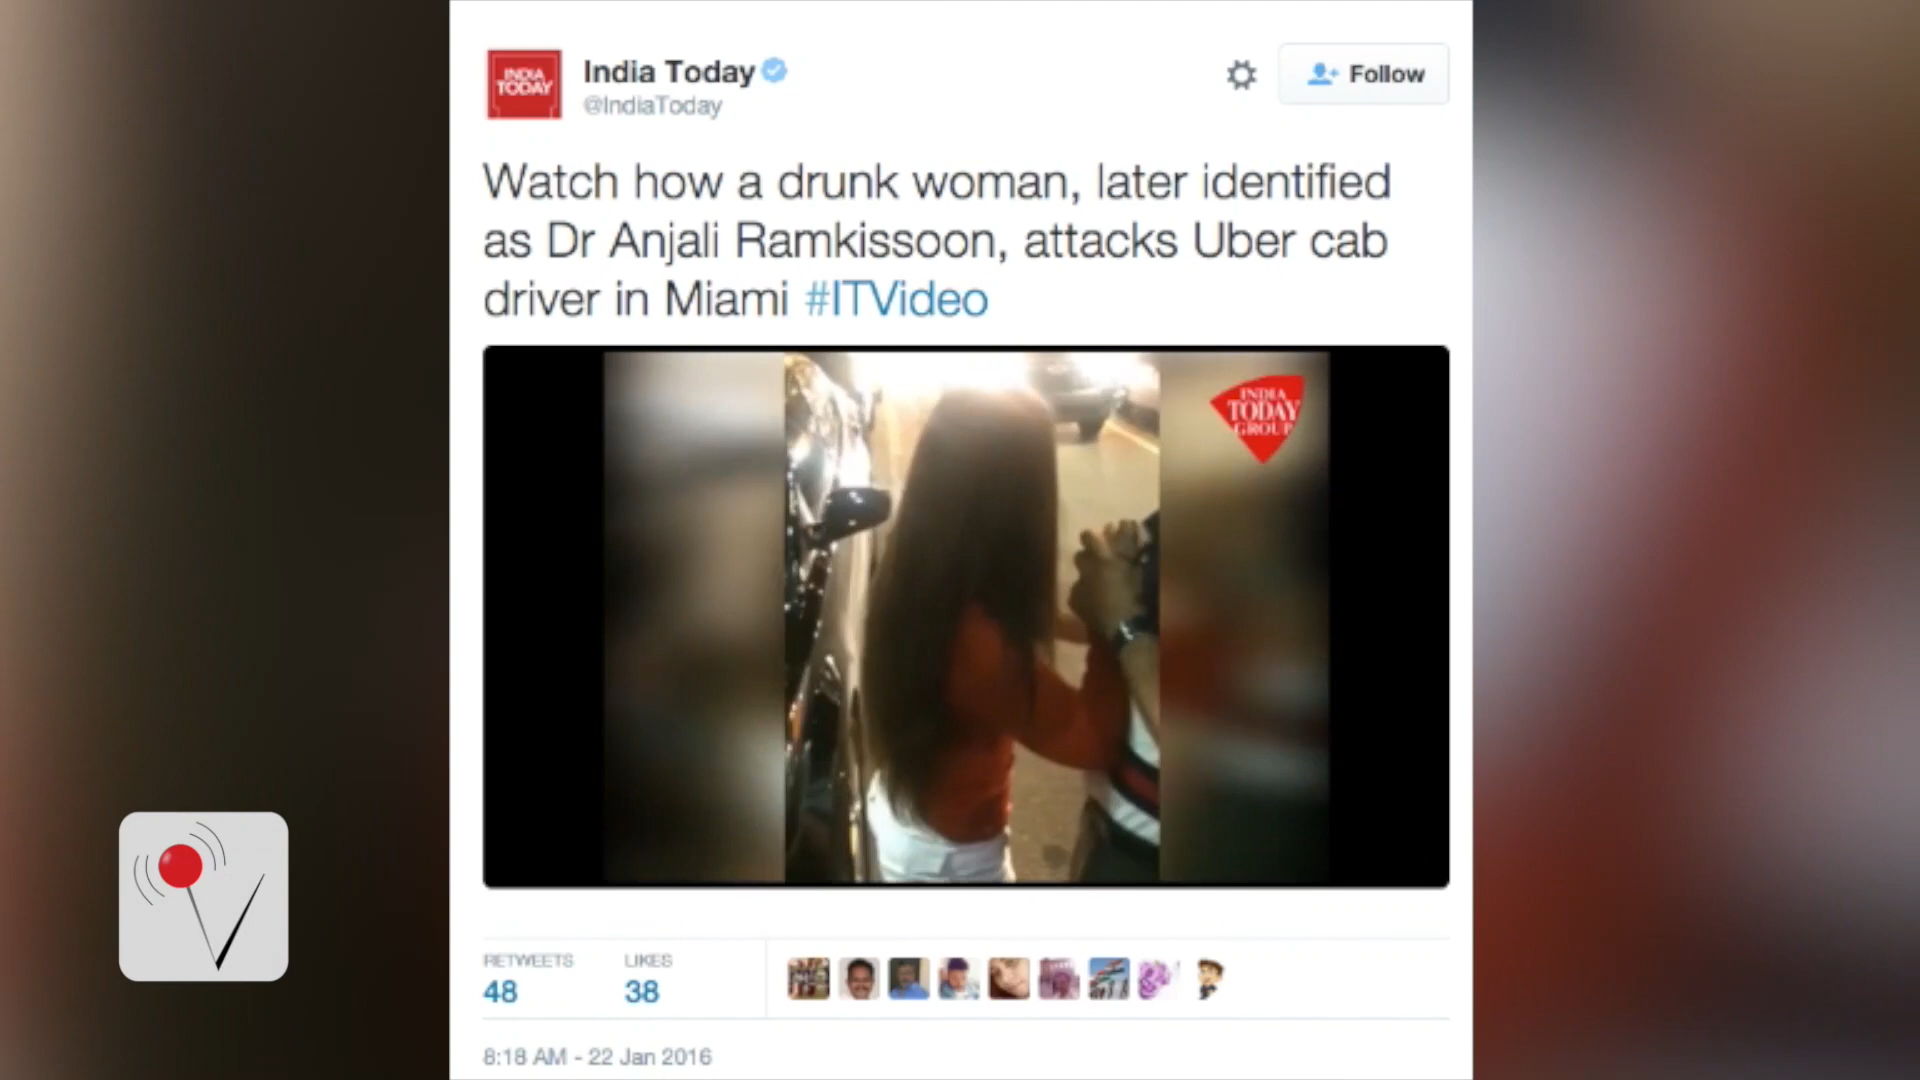 INDIA
TODAY
India Today
@IndiaToday
Follow
Watch how a drunk woman, later identified
as Dr Anjali Ramkissoon, attacks Uber cab
driver in Miami #ITVideo
INDIA
TODAY
GROUP
RETWEETS
48
LIKES
38
8:18 AM - 22 Jan 2016